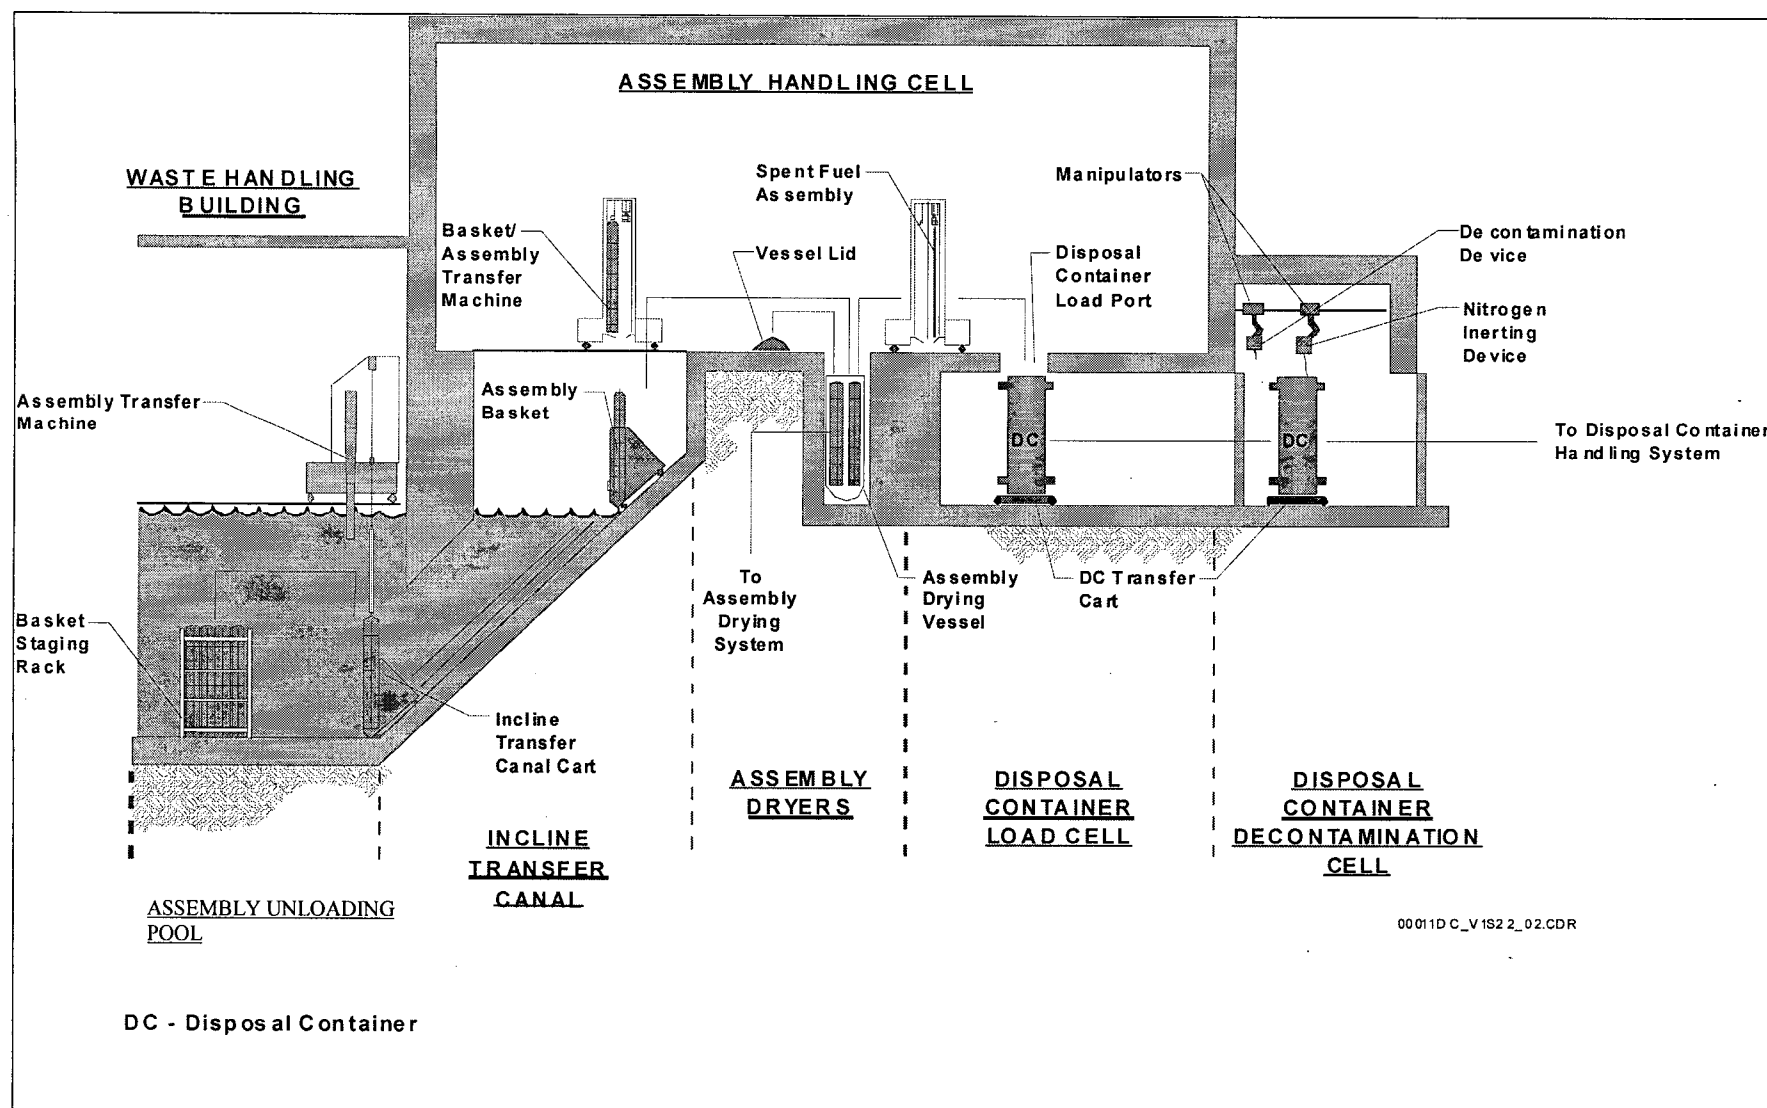 ASSEMBLY HANDLING CELL
WASTE HANDLING
BUILDING
Basket/
Assembly
Transfer
Machine
Spent Fuel
Assembly
Vessel Lid
Manipulators
Disposal
Container
Load Port
Decontamination
Device
Nitrogen
Inerting
Device
Assembly Transfer
Machine
Assembly
Basket
DC
DC
To Disposal Container
Handling System
Basket
Staging
Rack
To
Assembly
Drying
System
Assembly
Drying
Vessel
DC Transfer
Cart
Incline
Transfer
Canal Cart
ASSEMBLY UNLOADING
POOL
INCLINE
TRANSFER
CANAL
ASSEMBLY
DRYERS
DISPOSAL
CONTAINER
LOAD CELL
DISPOSAL
CONTAINER
DECONTAMINATION
CELL
00011DC_V1S22_02.CDR
DC - Disposal Container